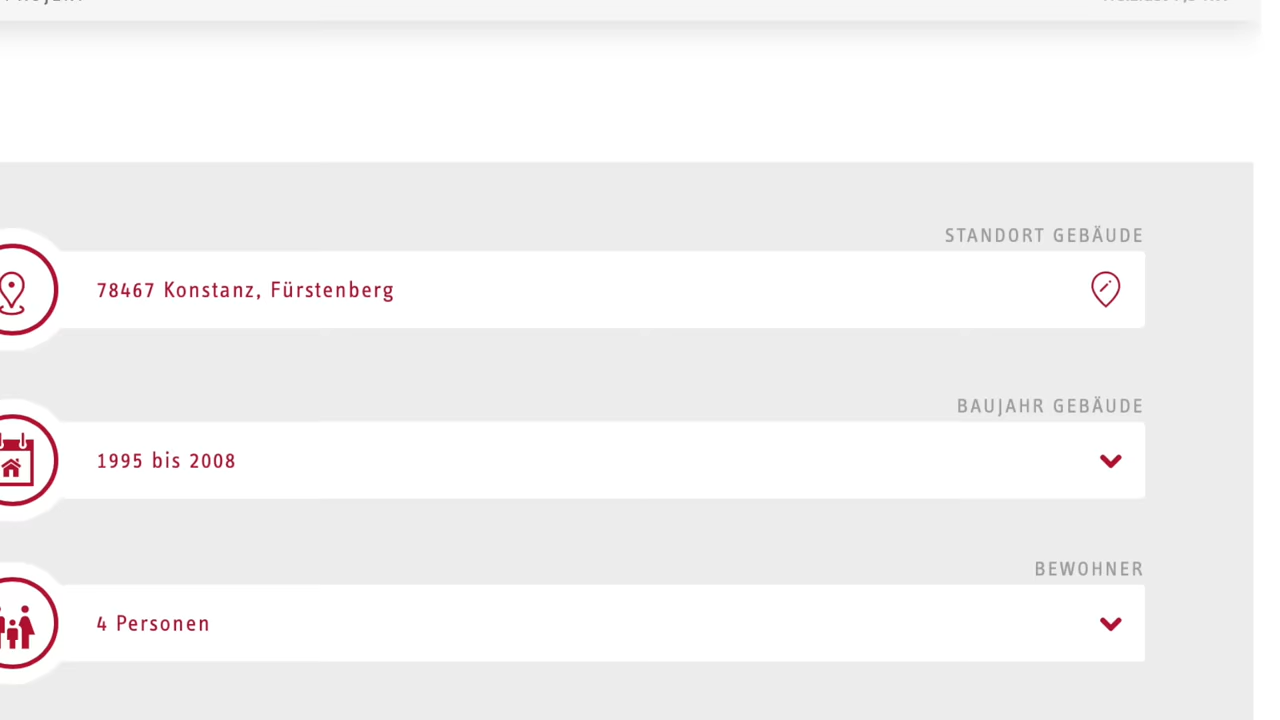 STANDORT GEBÄUDE
78467 Konstanz, Fürstenberg
BAUJAHR GEBÄUDE
1995 bis 2008
BEWOHNER
4 Personen